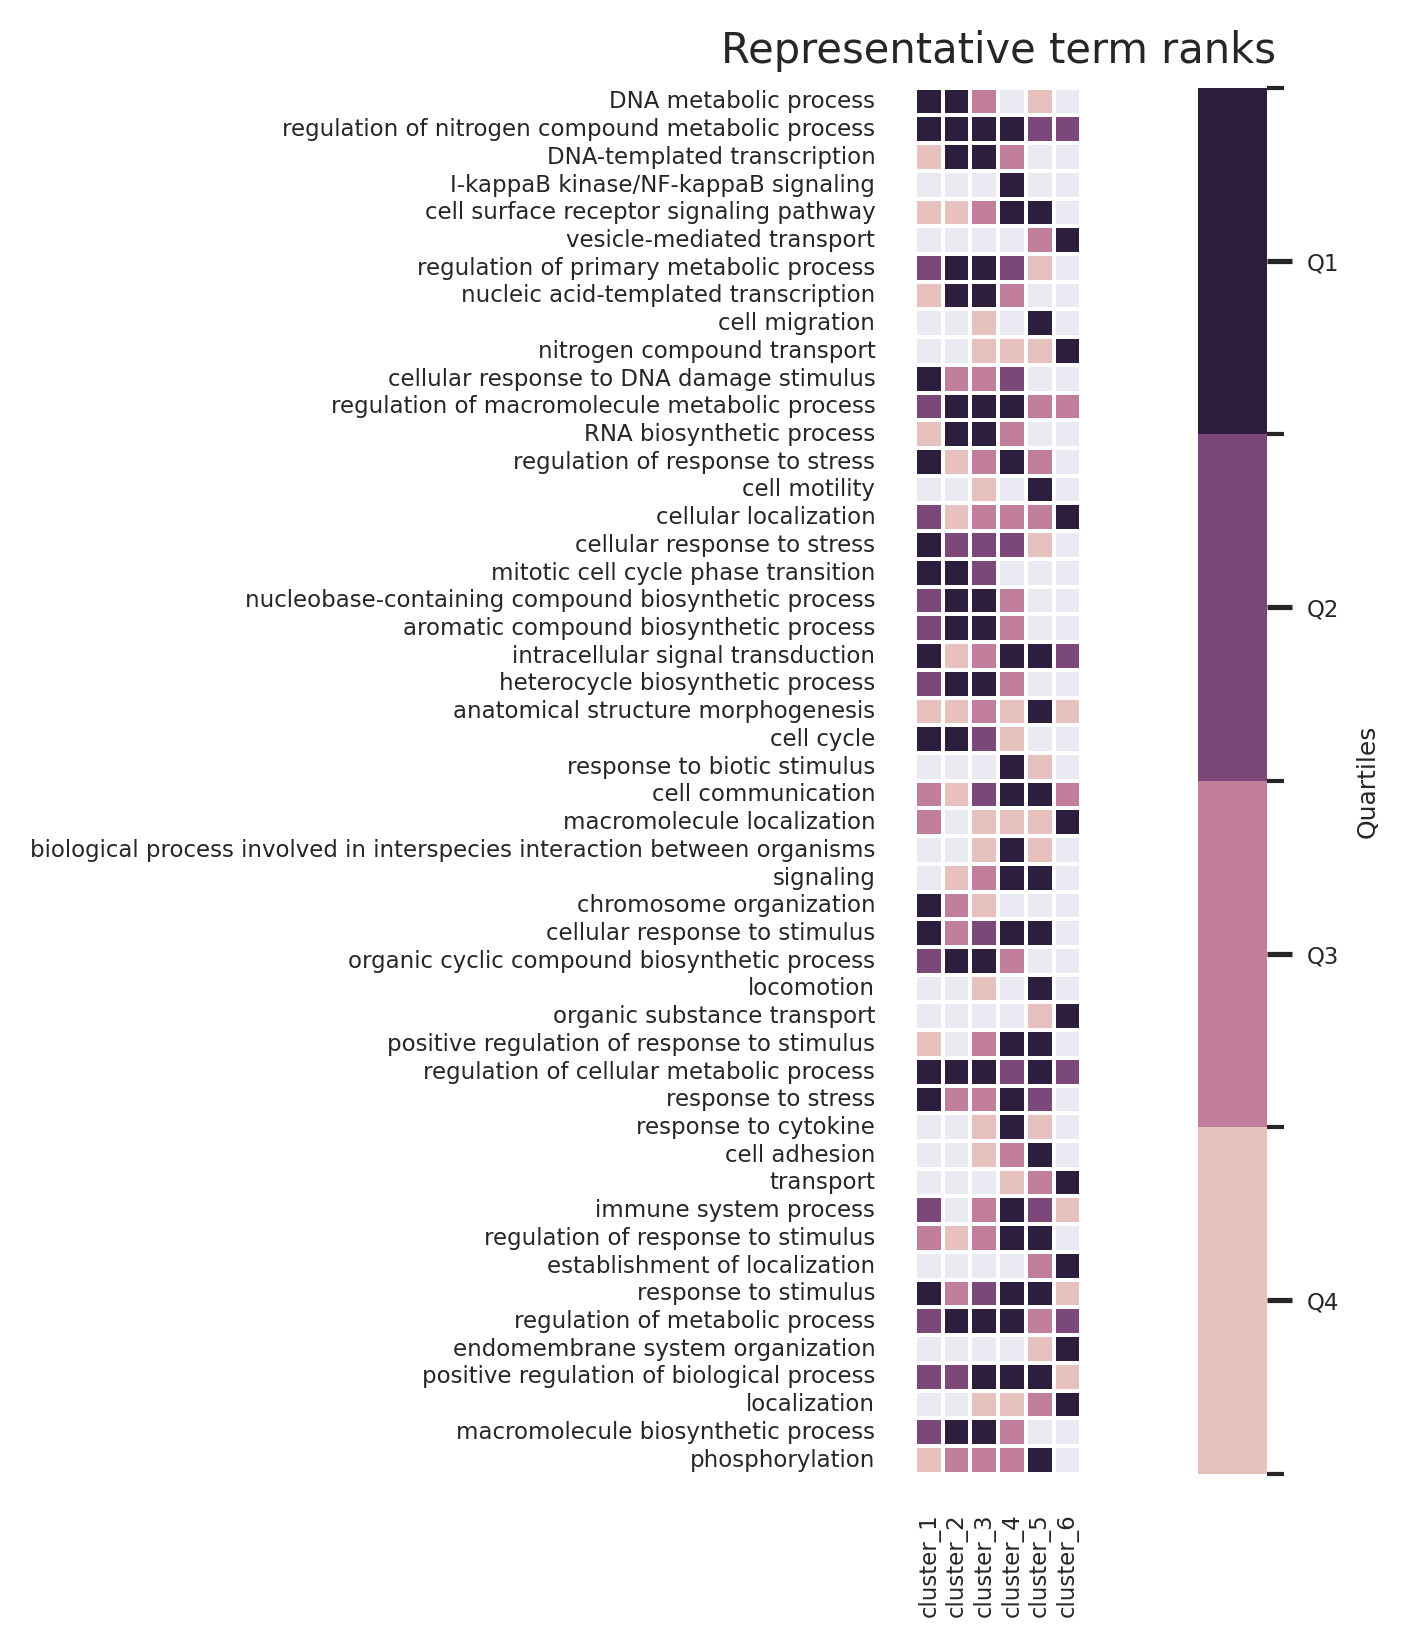 Representative term ranks
DNA metabolic process
regulation of nitrogen compound metabolic process
DNA-templated transcription
I-kappaB kinase/NF-kappaB signaling
cell surface receptor signaling pathway
vesicle-mediated transport
regulation of primary metabolic process
nucleic acid-templated transcription
cell migration
nitrogen compound transport
cellular response to DNA damage stimulus
regulation of macromolecule metabolic process
RNA biosynthetic process
regulation of response to stress
cell motility
cellular localization
cellular response to stress
mitotic cell cycle phase transition
nucleobase-containing compound biosynthetic process
aromatic compound biosynthetic process
intracellular signal transduction
heterocycle biosynthetic process
anatomical structure morphogenesis
cell cycle
response to biotic stimulus
cell communication
macromolecule localization
biological process involved in interspecies interaction between organisms
signaling
chromosome organization
cellular response to stimulus
organic cyclic compound biosynthetic process
locomotion
organic substance transport
positive regulation of response to stimulus
regulation of cellular metabolic process
response to stress
response to cytokine
cell adhesion
transport
immune system process
regulation of response to stimulus
establishment of localization
response to stimulus
regulation of metabolic process
endomembrane system organization
positive regulation of biological process
localization
macromolecule biosynthetic process
phosphorylation
cluster_1
cluster_2
cluster_3
cluster_4
cluster_5
cluster_6
Q1
Q2
Q3
Q4
Quartiles